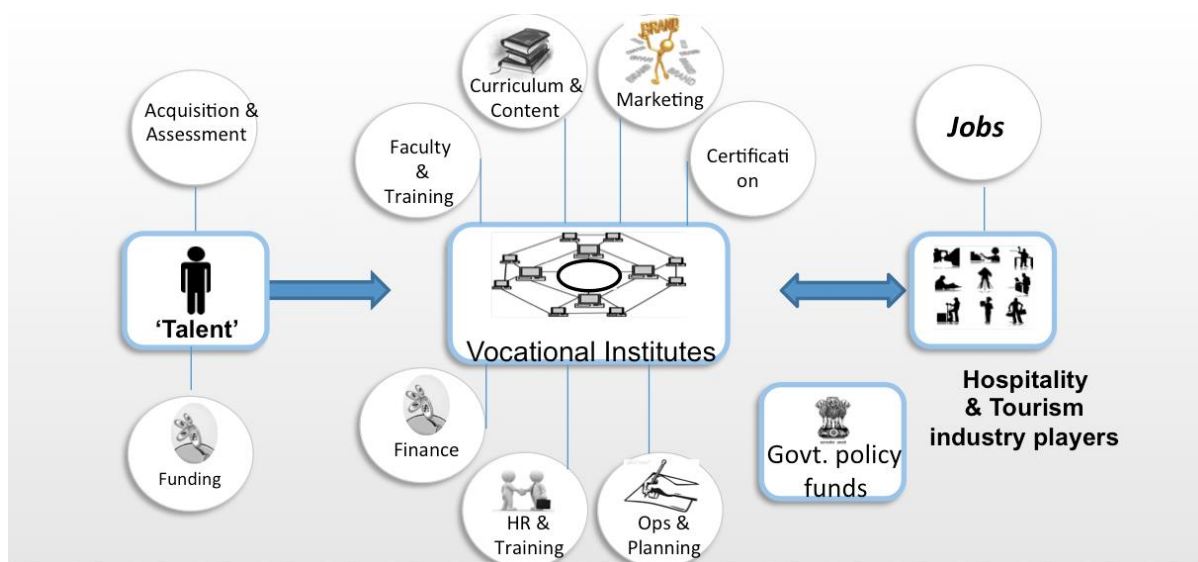 Acquisition &
Assessment
'Talent'
Funding
Curriculum &
Content
BRAND
Marketing
Faculty
&
Training
Certificati
on
Vocational Institutes
Finance
HR &
Training
Ops &
Planning
Jobs
Hospitality
& Tourism
industry players
Govt. policy
funds